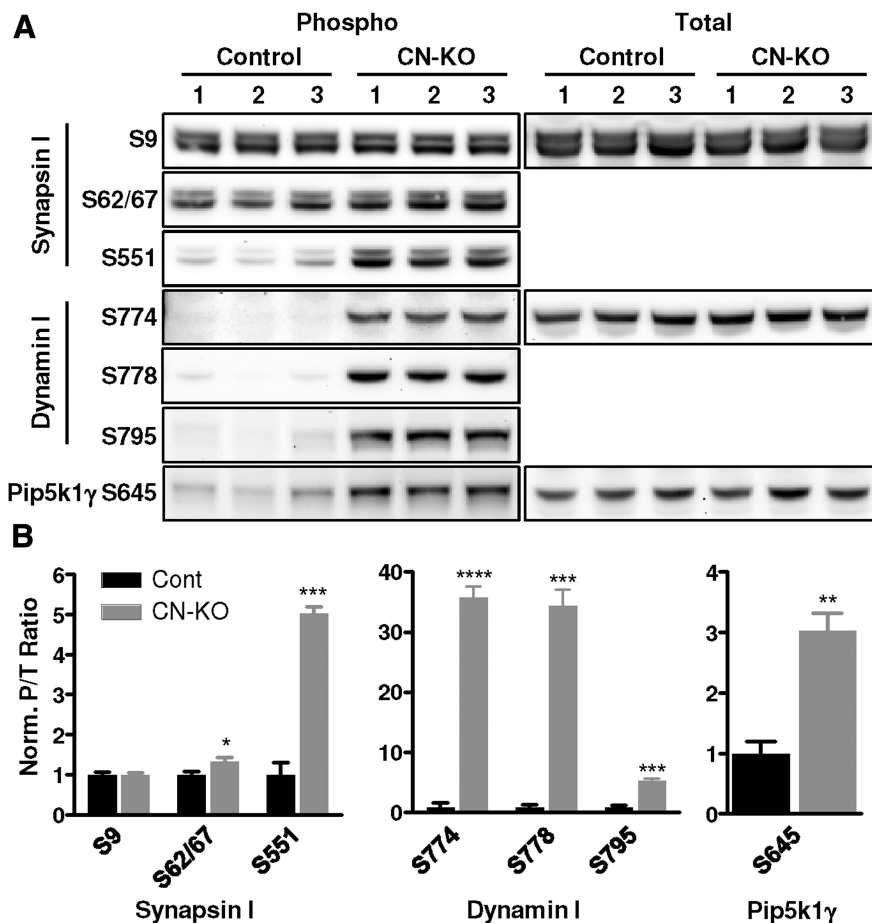 A
Phospho Total
Control CN-KO Control CN-KO
1 2 3 1 2 3 1 2 3 1 2 3
Synapsin I
S9
S62/67
S551
Dynamin I
S774
S778
S795
Pip5k1γ S645
B
Norm. P/T Ratio
6
5
4
3
2
1
0
Cont
CN-KO
*
***
S9 S62/67 S551
Synapsin I
40
30
20
10
0
****
***
***
S774 S778 S795
Dynamin I
4
3
2
1
0
**
S645
Pip5k1γ